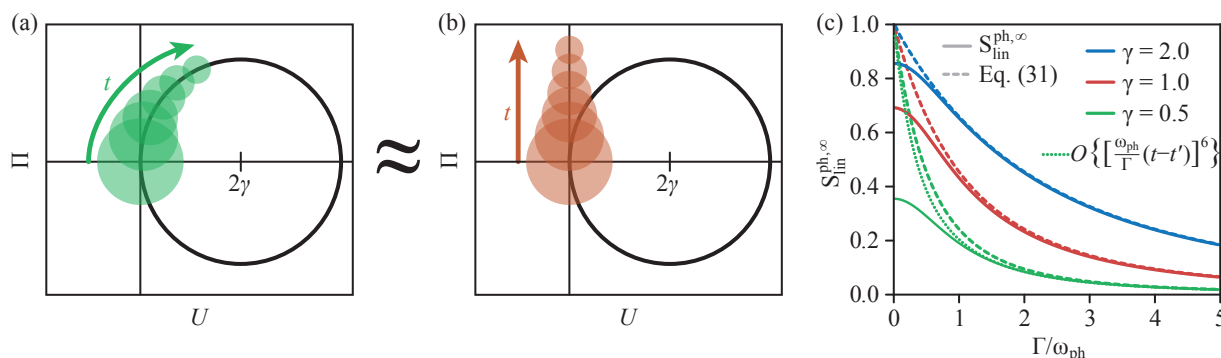 (a)
t
Π
2γ
U
≈
(b)
t
Π
2γ
U
(c)
S_lin^ph,∞
1.0
0.8
0.6
0.4
0.2
0.0
S_lin^ph,∞
Eq. (31)
γ = 2.0
γ = 1.0
γ = 0.5
O{[ω_ph/Γ (t−t′)]^6}
0 1 2 3 4 5
Γ/ω_ph